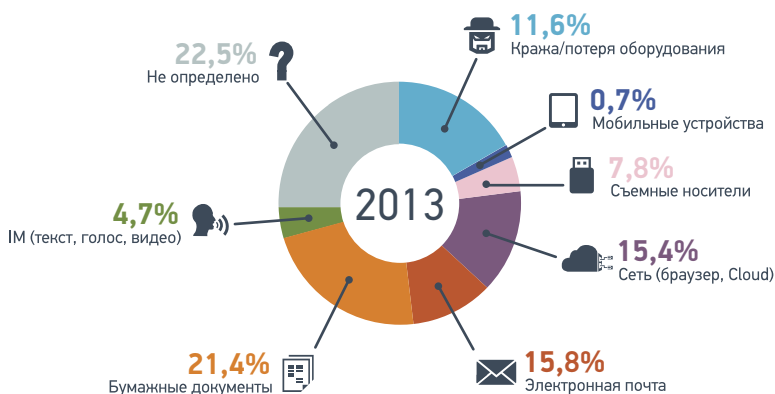 11,6%
Кража/потеря оборудования
0,7%
Мобильные устройства
7,8%
Съемные носители
15,4%
Сеть (браузер, Cloud)
15,8%
Электронная почта
21,4%
Бумажные документы
4,7%
IM (текст, голос, видео)
22,5%
Не определено
2013